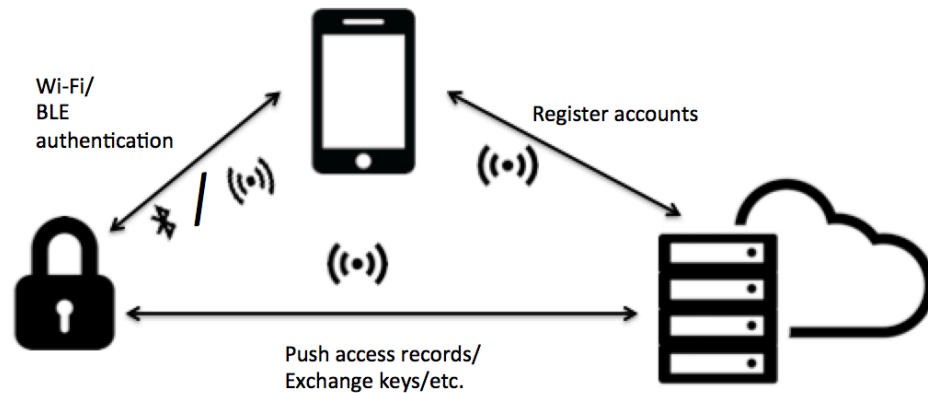 Wi-Fi/
BLE
authentication
Register accounts
Push access records/
Exchange keys/etc.